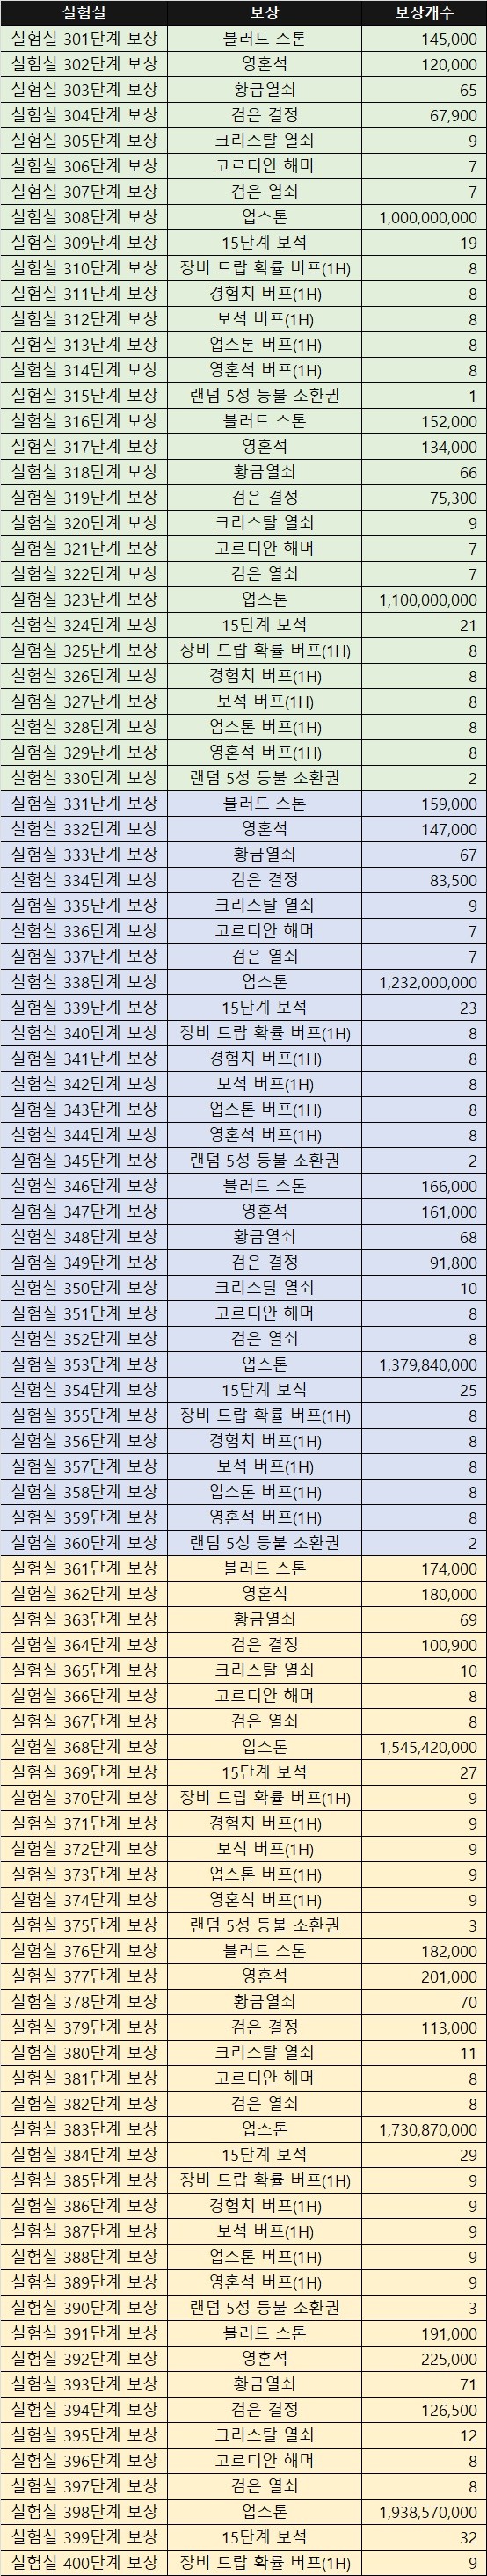 실험실 보상 보상개수
실험실 301단계 보상 블러드 스톤 145,000
실험실 302단계 보상 영혼석 120,000
실험실 303단계 보상 황금열쇠 65
실험실 304단계 보상 검은 결정 67,900
실험실 305단계 보상 크리스탈 열쇠 9
실험실 306단계 보상 고르디안 해머 7
실험실 307단계 보상 검은 열쇠 7
실험실 308단계 보상 업스톤 1,000,000,000
실험실 309단계 보상 15단계 보석 19
실험실 310단계 보상 장비 드랍 확률 버프(1H) 8
실험실 311단계 보상 경험치 버프(1H) 8
실험실 312단계 보상 보석 버프(1H) 8
실험실 313단계 보상 업스톤 버프(1H) 8
실험실 314단계 보상 영혼석 버프(1H) 8
실험실 315단계 보상 랜덤 5성 등불 소환권 1
실험실 316단계 보상 블러드 스톤 152,000
실험실 317단계 보상 영혼석 134,000
실험실 318단계 보상 황금열쇠 66
실험실 319단계 보상 검은 결정 75,300
실험실 320단계 보상 크리스탈 열쇠 9
실험실 321단계 보상 고르디안 해머 7
실험실 322단계 보상 검은 열쇠 7
실험실 323단계 보상 업스톤 1,100,000,000
실험실 324단계 보상 15단계 보석 21
실험실 325단계 보상 장비 드랍 확률 버프(1H) 8
실험실 326단계 보상 경험치 버프(1H) 8
실험실 327단계 보상 보석 버프(1H) 8
실험실 328단계 보상 업스톤 버프(1H) 8
실험실 329단계 보상 영혼석 버프(1H) 8
실험실 330단계 보상 랜덤 5성 등불 소환권 2
실험실 331단계 보상 블러드 스톤 159,000
실험실 332단계 보상 영혼석 147,000
실험실 333단계 보상 황금열쇠 67
실험실 334단계 보상 검은 결정 83,500
실험실 335단계 보상 크리스탈 열쇠 9
실험실 336단계 보상 고르디안 해머 7
실험실 337단계 보상 검은 열쇠 7
실험실 338단계 보상 업스톤 1,232,000,000
실험실 339단계 보상 15단계 보석 23
실험실 340단계 보상 장비 드랍 확률 버프(1H) 8
실험실 341단계 보상 경험치 버프(1H) 8
실험실 342단계 보상 보석 버프(1H) 8
실험실 343단계 보상 업스톤 버프(1H) 8
실험실 344단계 보상 영혼석 버프(1H) 8
실험실 345단계 보상 랜덤 5성 등불 소환권 2
실험실 346단계 보상 블러드 스톤 166,000
실험실 347단계 보상 영혼석 161,000
실험실 348단계 보상 황금열쇠 68
실험실 349단계 보상 검은 결정 91,800
실험실 350단계 보상 크리스탈 열쇠 10
실험실 351단계 보상 고르디안 해머 8
실험실 352단계 보상 검은 열쇠 8
실험실 353단계 보상 업스톤 1,379,840,000
실험실 354단계 보상 15단계 보석 25
실험실 355단계 보상 장비 드랍 확률 버프(1H) 8
실험실 356단계 보상 경험치 버프(1H) 8
실험실 357단계 보상 보석 버프(1H) 8
실험실 358단계 보상 업스톤 버프(1H) 8
실험실 359단계 보상 영혼석 버프(1H) 8
실험실 360단계 보상 랜덤 5성 등불 소환권 2
실험실 361단계 보상 블러드 스톤 174,000
실험실 362단계 보상 영혼석 180,000
실험실 363단계 보상 황금열쇠 69
실험실 364단계 보상 검은 결정 100,900
실험실 365단계 보상 크리스탈 열쇠 10
실험실 366단계 보상 고르디안 해머 8
실험실 367단계 보상 검은 열쇠 8
실험실 368단계 보상 업스톤 1,545,420,000
실험실 369단계 보상 15단계 보석 27
실험실 370단계 보상 장비 드랍 확률 버프(1H) 9
실험실 371단계 보상 경험치 버프(1H) 9
실험실 372단계 보상 보석 버프(1H) 9
실험실 373단계 보상 업스톤 버프(1H) 9
실험실 374단계 보상 영혼석 버프(1H) 9
실험실 375단계 보상 랜덤 5성 등불 소환권 3
실험실 376단계 보상 블러드 스톤 182,000
실험실 377단계 보상 영혼석 201,000
실험실 378단계 보상 황금열쇠 70
실험실 379단계 보상 검은 결정 113,000
실험실 380단계 보상 크리스탈 열쇠 11
실험실 381단계 보상 고르디안 해머 8
실험실 382단계 보상 검은 열쇠 8
실험실 383단계 보상 업스톤 1,730,870,000
실험실 384단계 보상 15단계 보석 29
실험실 385단계 보상 장비 드랍 확률 버프(1H) 9
실험실 386단계 보상 경험치 버프(1H) 9
실험실 387단계 보상 보석 버프(1H) 9
실험실 388단계 보상 업스톤 버프(1H) 9
실험실 389단계 보상 영혼석 버프(1H) 9
실험실 390단계 보상 랜덤 5성 등불 소환권 3
실험실 391단계 보상 블러드 스톤 191,000
실험실 392단계 보상 영혼석 225,000
실험실 393단계 보상 황금열쇠 71
실험실 394단계 보상 검은 결정 126,500
실험실 395단계 보상 크리스탈 열쇠 12
실험실 396단계 보상 고르디안 해머 8
실험실 397단계 보상 검은 열쇠 8
실험실 398단계 보상 업스톤 1,938,570,000
실험실 399단계 보상 15단계 보석 32
실험실 400단계 보상 장비 드랍 확률 버프(1H) 9